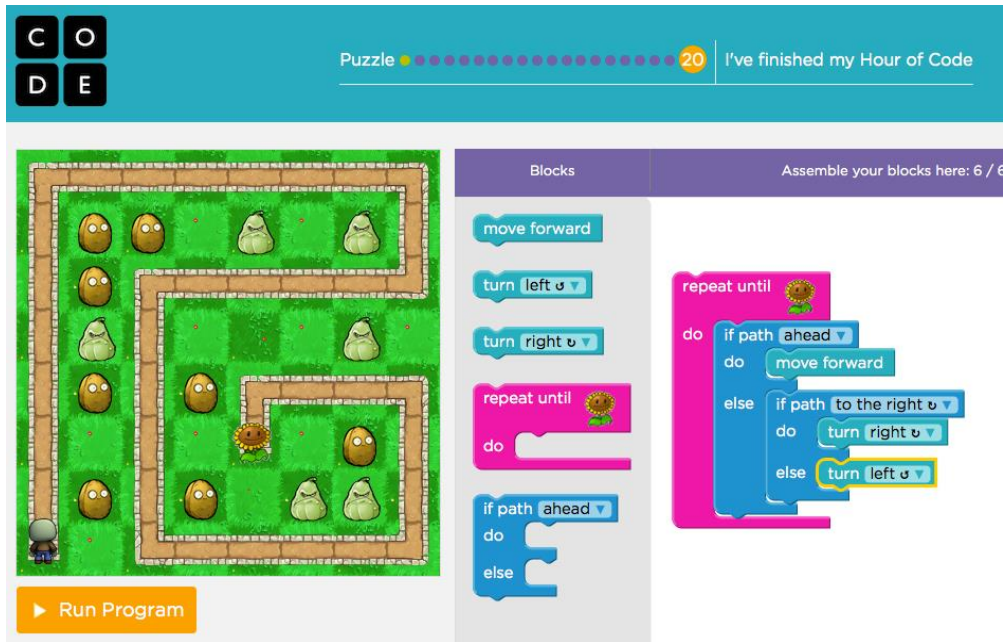 C O
D E
Puzzle 20 I've finished my Hour of Code
Blocks
Assemble your blocks here: 6 / 6
move forward
turn left ↺ ▼
turn right ↻ ▼
repeat until
do
if path ahead ▼
do
else
repeat until
do if path ahead ▼
do move forward
else if path to the right ↻ ▼
do turn right ↻ ▼
else turn left ↺ ▼
Run Program